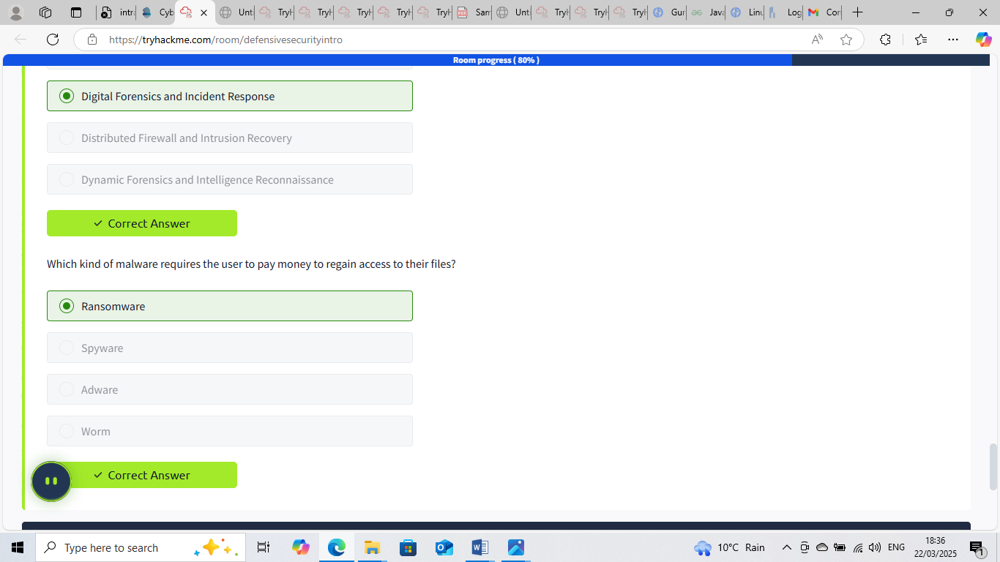 intr
Cyb
Unt
TryH
TryH
TryH
TryH
TryH
San
Unt
TryH
TryH
TryH
Gur
Java
Linu
Log
Con
https://tryhackme.com/room/defensivesecurityintro
Room progress ( 80% )
Digital Forensics and Incident Response
Distributed Firewall and Intrusion Recovery
Dynamic Forensics and Intelligence Reconnaissance
✓ Correct Answer
Which kind of malware requires the user to pay money to regain access to their files?
Ransomware
Spyware
Adware
Worm
✓ Correct Answer
Type here to search
10°C Rain
ENG
18:36
22/03/2025
1